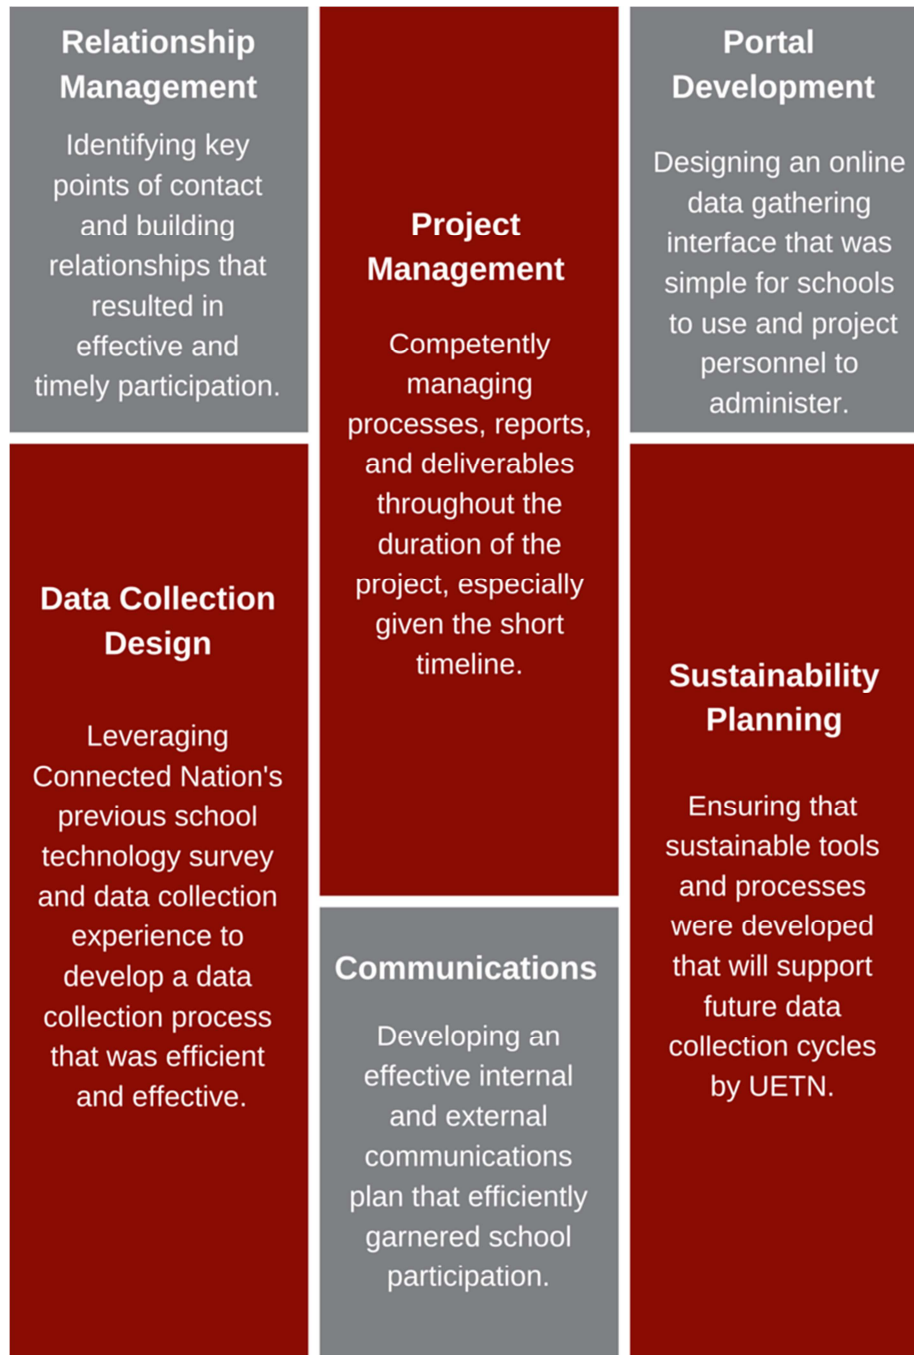 Relationship
Management
Identifying key
points of contact
and building
relationships that
resulted in
effective and
timely participation.
Data Collection
Design
Leveraging
Connected Nation's
previous school
technology survey
and data collection
experience to
develop a data
collection process
that was efficient
and effective.
Project
Management
Competently
managing
processes, reports,
and deliverables
throughout the
duration of the
project, especially
given the short
timeline.
Communications
Developing an
effective internal
and external
communications
plan that efficiently
garnered school
participation.
Portal
Development
Designing an online
data gathering
interface that was
simple for schools
to use and project
personnel to
administer.
Sustainability
Planning
Ensuring that
sustainable tools
and processes
were developed
that will support
future data
collection cycles
by UETN.